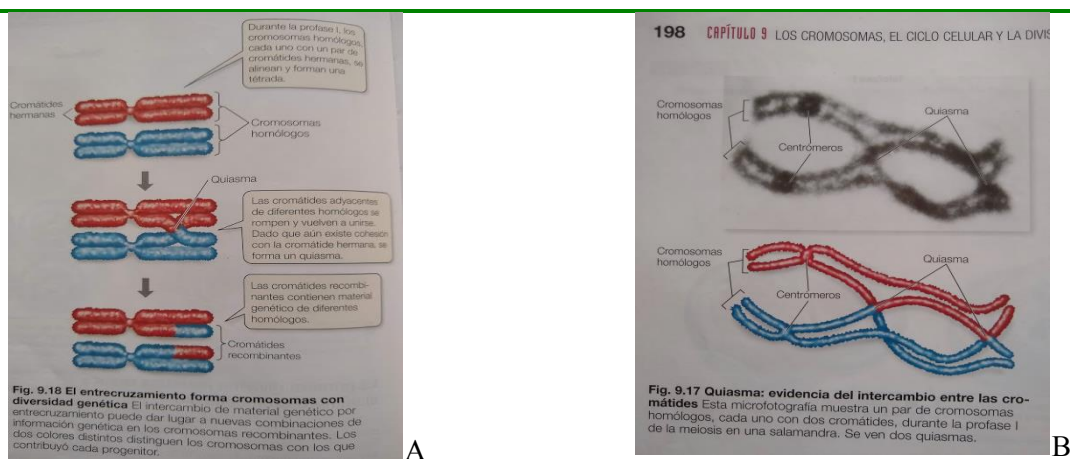 Durante la profase I, los
cromosomas homólogos,
cada uno con un par de
cromátides hermanas, se
alinean y forman una
tétrada.
Cromátides
hermanas
Cromosomas
homólogos
Quiasma
Las cromátides adyacentes
de diferentes homólogos se
rompen y vuelven a unirse.
Dado que aún existe cohesión
con la cromátide hermana, se
forma un quiasma.
Las cromátides recombi-
nantes contienen material
genético de diferentes
homólogos.
Cromátides
recombinantes
Fig. 9.18 El entrecruzamiento forma cromosomas con
diversidad genética El intercambio de material genético por
entrecruzamiento puede dar lugar a nuevas combinaciones de
información genética en los cromosomas recombinantes. Los
dos colores distintos distinguen los cromosomas con los que
contribuyó cada progenitor.
A
198 CAPÍTULO 9 LOS CROMOSOMAS, EL CICLO CELULAR Y LA DIVIS
Cromosomas
homólogos
Quiasma
Centrómeros
Cromosomas
homólogos
Quiasma
Centrómeros
Fig. 9.17 Quiasma: evidencia del intercambio entre las cro-
mátides Esta microfotografía muestra un par de cromosomas
homólogos, cada uno con dos cromátides, durante la profase I
de la meiosis en una salamandra. Se ven dos quiasmas.
B